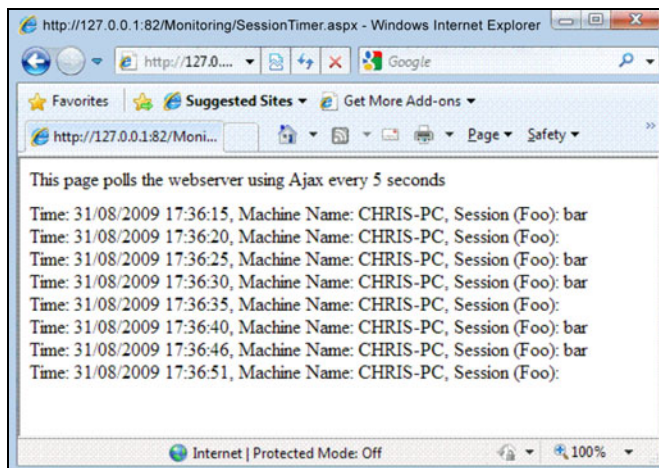 http://127.0.0.1:82/Monitoring/SessionTimer.aspx - Windows Internet Explorer
http://127.0.... Google
Favorites Suggested Sites Get More Add-ons
http://127.0.0.1:82/Moni... Page Safety »
This page polls the webserver using Ajax every 5 seconds
Time: 31/08/2009 17:36:15, Machine Name: CHRIS-PC, Session (Foo): bar
Time: 31/08/2009 17:36:20, Machine Name: CHRIS-PC, Session (Foo):
Time: 31/08/2009 17:36:25, Machine Name: CHRIS-PC, Session (Foo): bar
Time: 31/08/2009 17:36:30, Machine Name: CHRIS-PC, Session (Foo): bar
Time: 31/08/2009 17:36:35, Machine Name: CHRIS-PC, Session (Foo):
Time: 31/08/2009 17:36:40, Machine Name: CHRIS-PC, Session (Foo): bar
Time: 31/08/2009 17:36:46, Machine Name: CHRIS-PC, Session (Foo): bar
Time: 31/08/2009 17:36:51, Machine Name: CHRIS-PC, Session (Foo):
Internet | Protected Mode: Off 100%